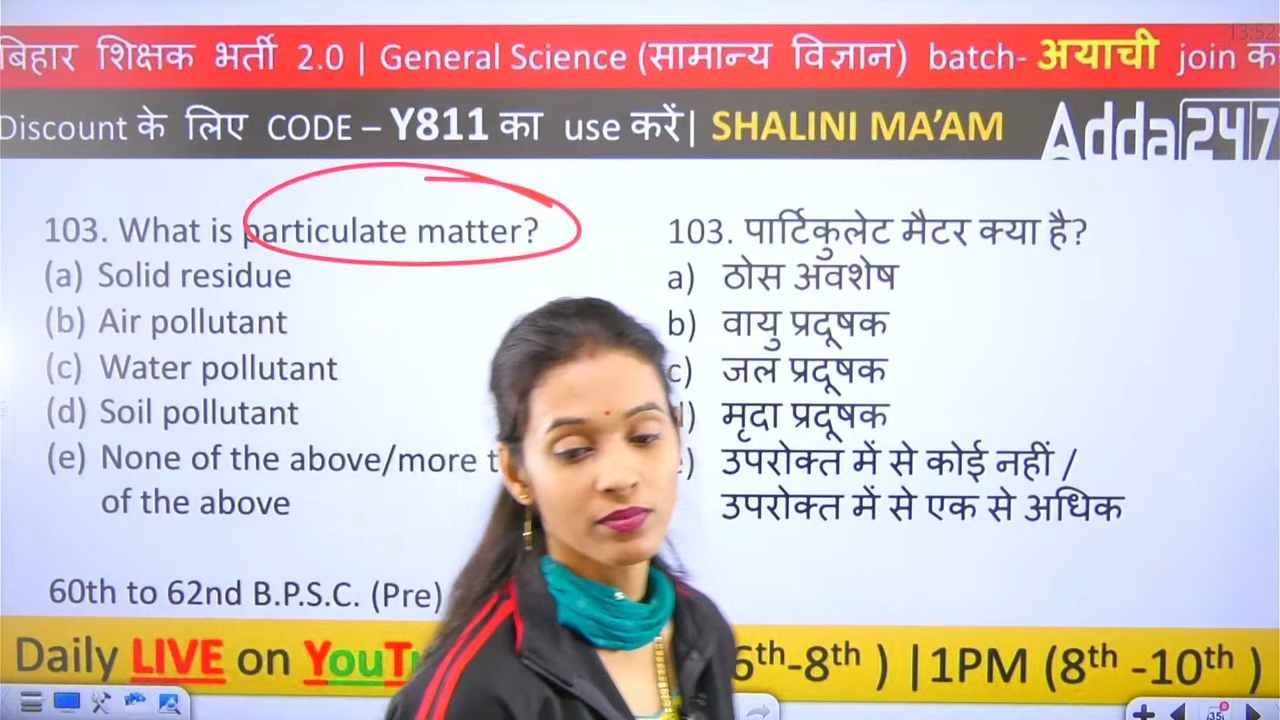 13:52
बिहार शिक्षक भर्ती 2.0 | General Science (सामान्य विज्ञान) batch- अयाची join
Discount के लिए CODE – Y811 का use करें| SHALINI MA’AM
Adda247
103. What is particulate matter?
(a) Solid residue
(b) Air pollutant
(c) Water pollutant
(d) Soil pollutant
(e) None of the above/more
of the above
60th to 62nd B.P.S.C. (Pre)
103. पार्टिकुलेट मैटर क्या है?
a) ठोस अवशेष
b) वायु प्रदूषक
c) जल प्रदूषक
) मृदा प्रदूषक
) उपरोक्त में से कोई नहीं /
उपरोक्त में से एक से अधिक
Daily LIVE on YouT 6th-8th ) |1PM (8th -10th )
35